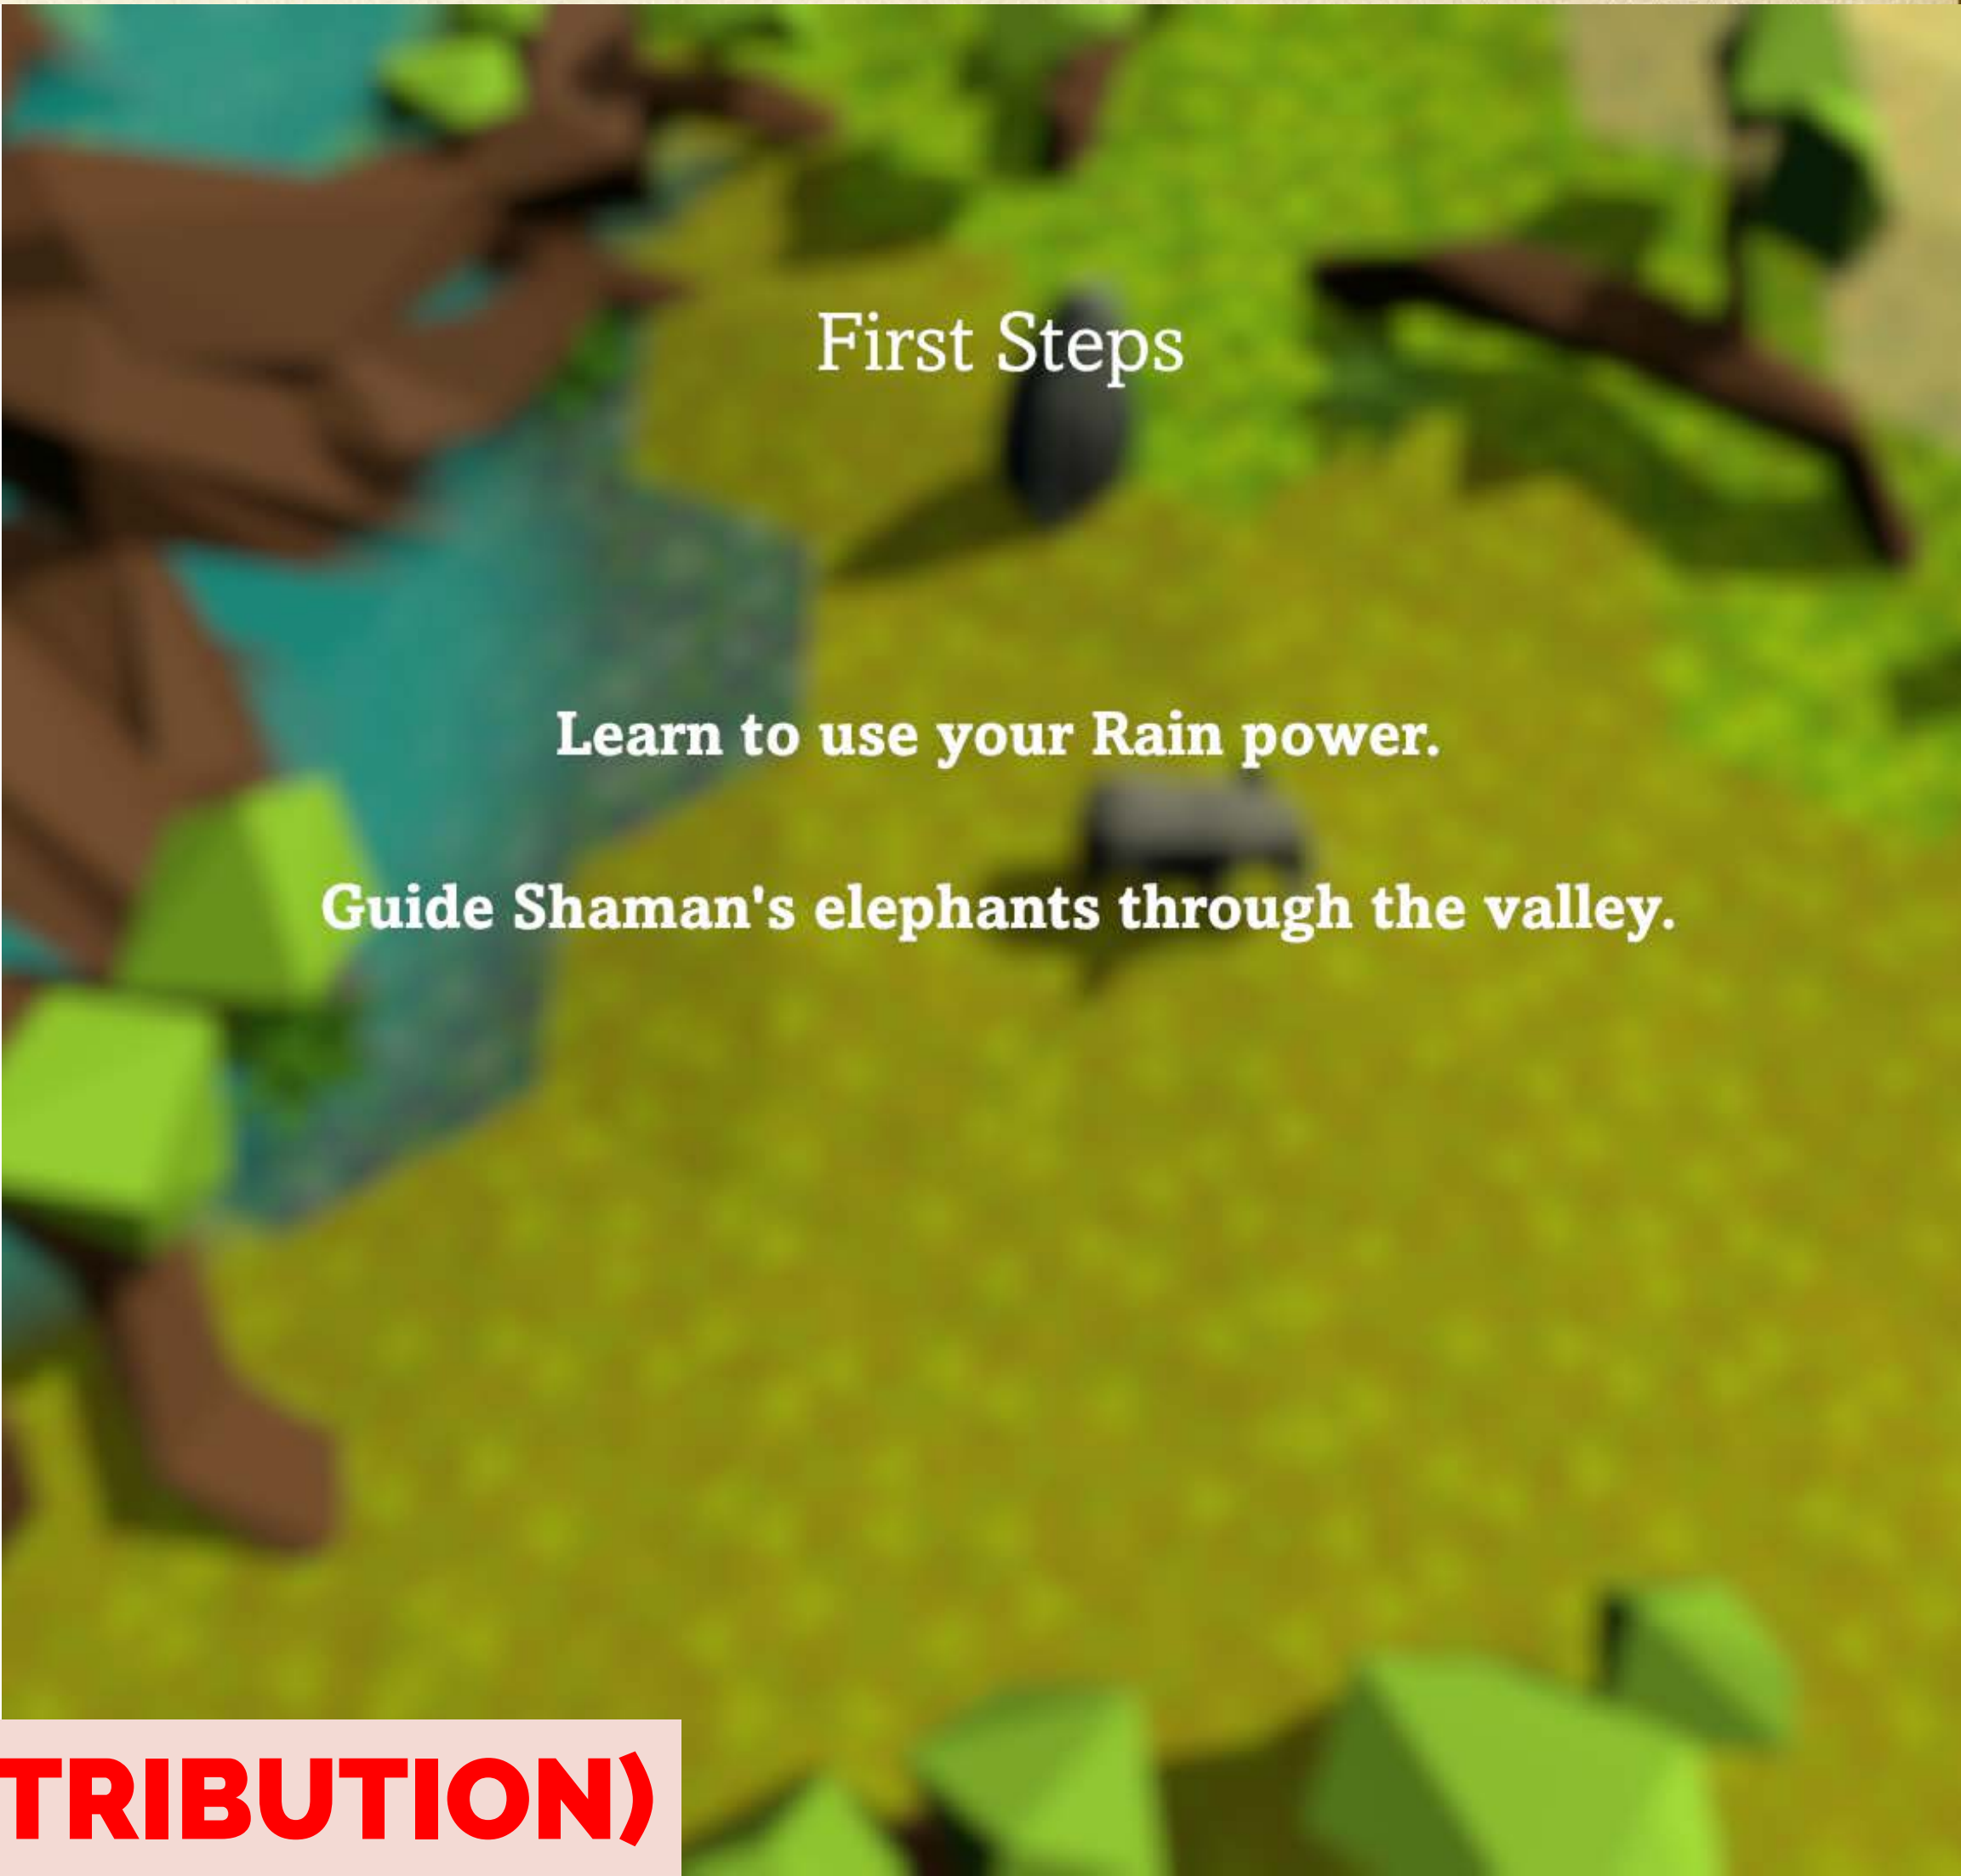 First Steps
Learn to use your Rain power.
Guide Shaman's elephants through the valley.
TRIBUTION)